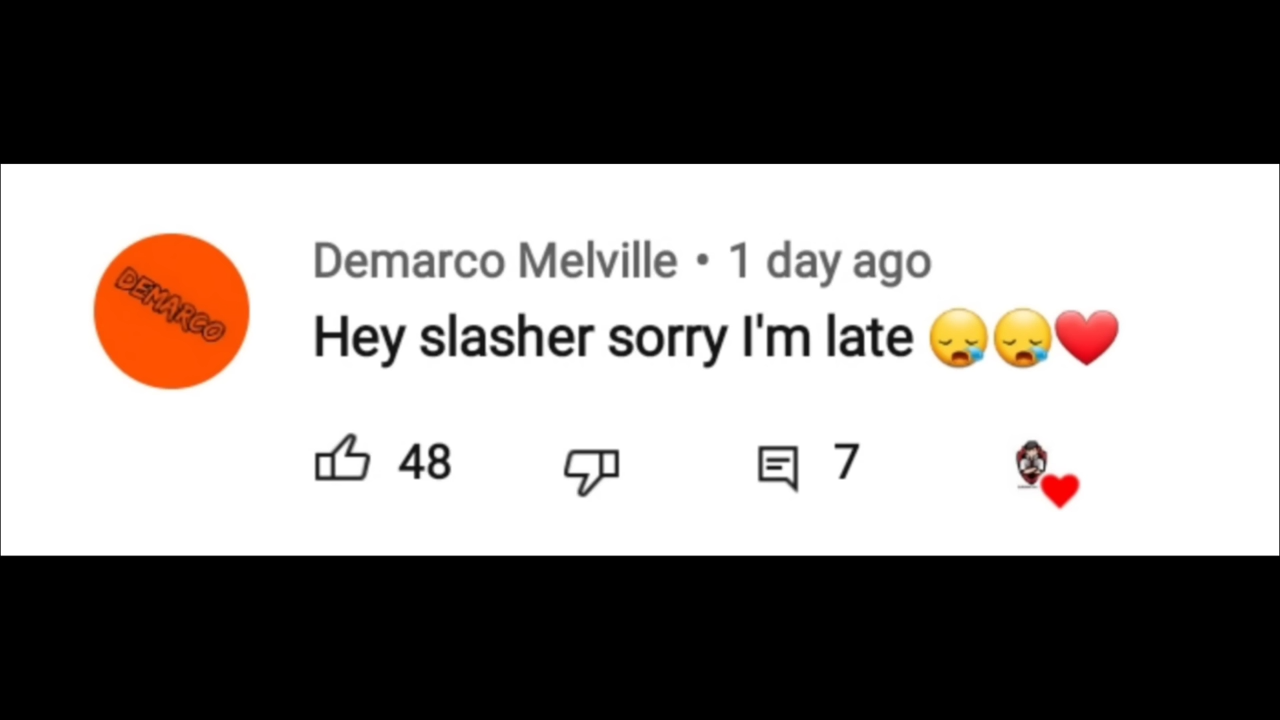 DEMARCO
Demarco Melville • 1 day ago
Hey slasher sorry I'm late 😪😪❤️
48
7